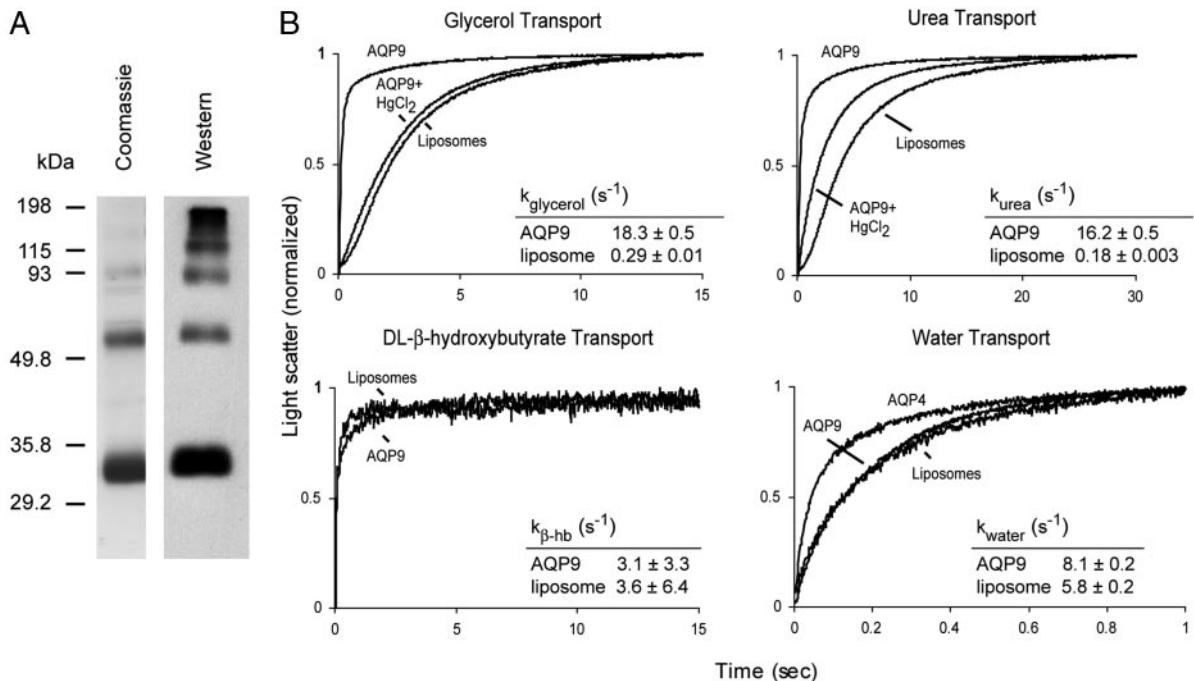 A
Coomassie
Western
kDa
198
115
93
49.8
35.8
29.2
B
Light scatter (normalized)
Time (sec)
Glycerol Transport
1
0.5
0
0
5
10
15
AQP9
AQP9+
HgCl₂
Liposomes
k_glycerol (s⁻¹)
AQP9 18.3 ± 0.5
liposome 0.29 ± 0.01
Urea Transport
1
0.5
0
0
10
20
30
AQP9
Liposomes
AQP9+
HgCl₂
k_urea (s⁻¹)
AQP9 16.2 ± 0.5
liposome 0.18 ± 0.003
DL-β-hydroxybutyrate Transport
1
0.5
0
0
5
10
15
Liposomes
AQP9
k_β-hb (s⁻¹)
AQP9 3.1 ± 3.3
liposome 3.6 ± 6.4
Water Transport
1
0.5
0
0
0.2
0.4
0.6
0.8
1
AQP4
AQP9
Liposomes
k_water (s⁻¹)
AQP9 8.1 ± 0.2
liposome 5.8 ± 0.2